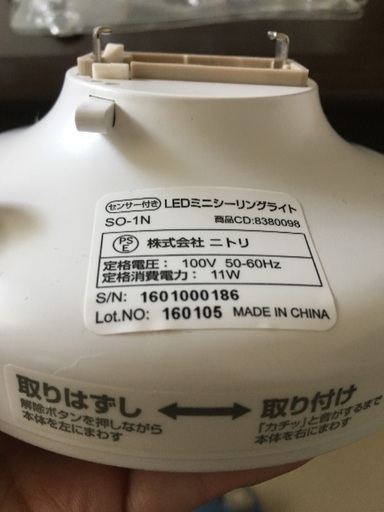 センサー付き LEDミニシーリングライト
SO-1N 商品CD:8380098
PSE 株式会社 ニトリ
定格電圧: 100V 50-60Hz
定格消費電力: 11W
S/N: 1601000186
Lot.NO: 160105 MADE IN CHINA
取りはずし 取り付け
解除ボタンを押しながら 「カチッ」と音がするまで
本体を左にまわす 本体を右にまわす